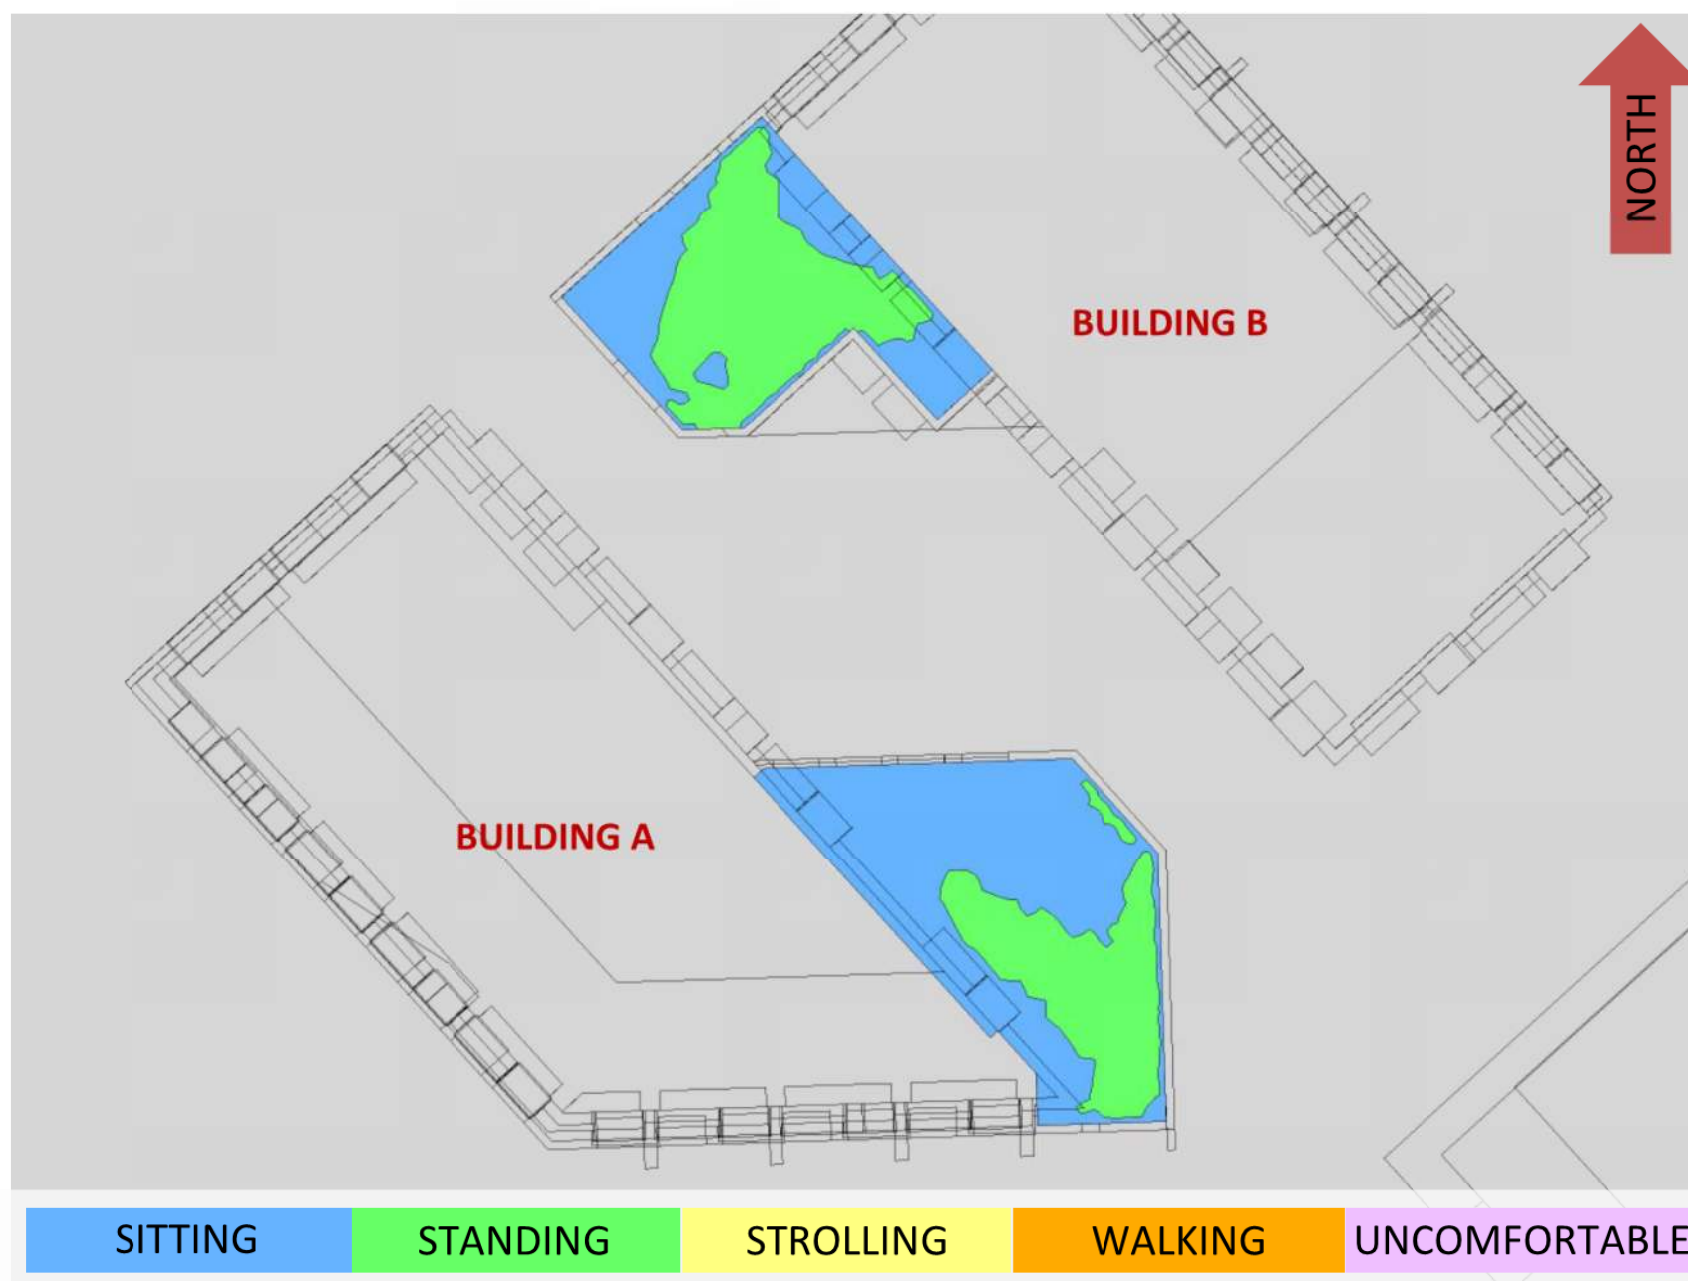 NORTH
BUILDING B
BUILDING A
SITTING
STANDING
STROLLING
WALKING
UNCOMFORTABLE